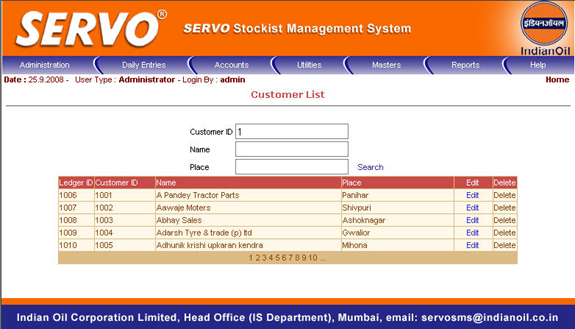 SERVO®
SERVO Stockist Management System
इंडियनऑयल
IndianOil
Administration Daily Entries Accounts Utilities Masters Reports Help
Date : 25.9.2008 - User Type : Administrator - Login By : admin Home
Customer List
Customer ID 1
Name
Place Search
Ledger ID Customer ID Name Place Edit Delete
1006 1001 A Pandey Tractor Parts Panihar Edit Delete
1007 1002 Aawaje Moters Shivpuri Edit Delete
1008 1003 Abhay Sales Ashoknagar Edit Delete
1009 1004 Adarsh Tyre & trade (p) ltd Gwalior Edit Delete
1010 1005 Adhunik krishi upkaran kendra Mihona Edit Delete
1 2 3 4 5 6 7 8 9 10 ...
Indian Oil Corporation Limited, Head Office (IS Department), Mumbai, email: servosms@indianoil.co.in